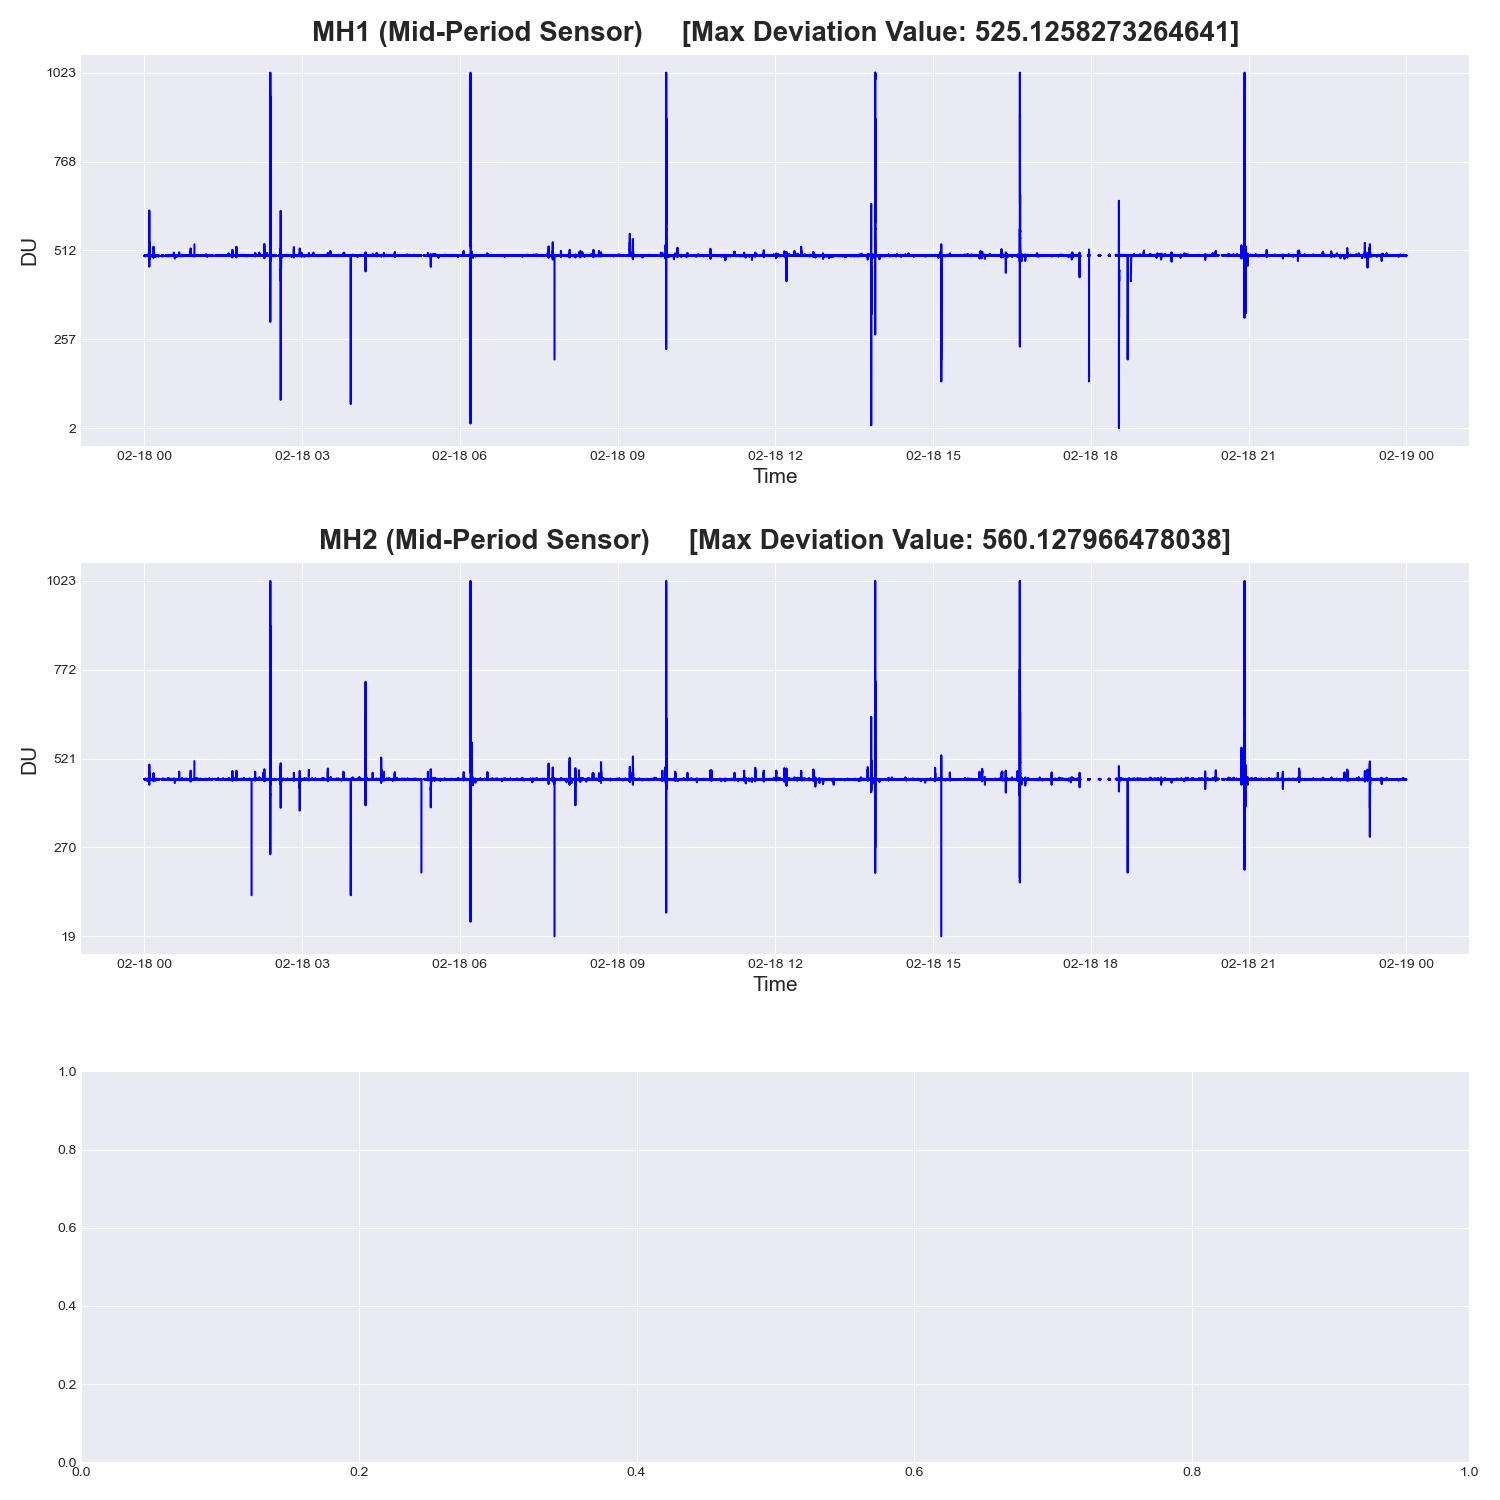 MH1 (Mid-Period Sensor) [Max Deviation Value: 525.1258273264641]
1023
768
512
257
2
DU
02-18 00 02-18 03 02-18 06 02-18 09 02-18 12 02-18 15 02-18 18 02-18 21 02-19 00
Time
MH2 (Mid-Period Sensor) [Max Deviation Value: 560.127966478038]
1023
772
521
270
19
DU
02-18 00 02-18 03 02-18 06 02-18 09 02-18 12 02-18 15 02-18 18 02-18 21 02-19 00
Time
1.0
0.8
0.6
0.4
0.2
0.0
0.0 0.2 0.4 0.6 0.8 1.0